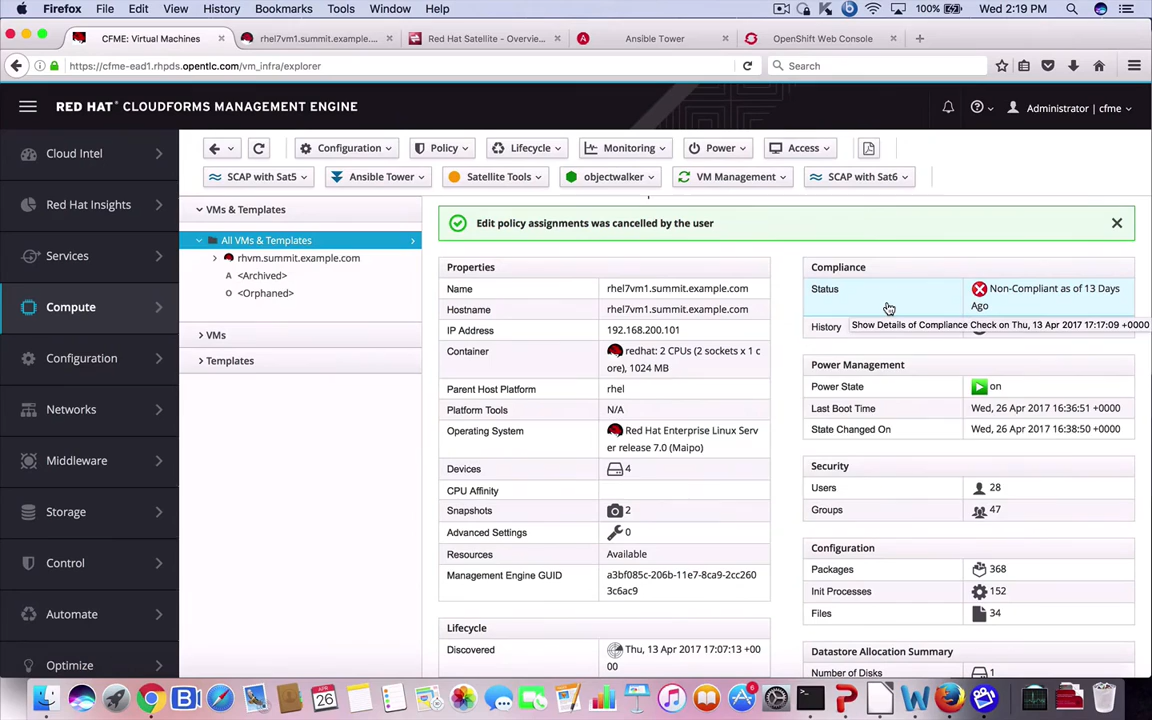 Firefox File Edit View History Bookmarks Tools Window Help 100% Wed 2:19 PM
CFME: Virtual Machines × rhel7vm1.summit.example.... × Red Hat Satellite - Overvie... × Ansible Tower × OpenShift Web Console × +
https://cfme-ead1.rhpds.opentlc.com/vm_infra/explorer Search
RED HAT® CLOUDFORMS MANAGEMENT ENGINE Administrator | cfme
Cloud Intel
Red Hat Insights
Services
Compute
Configuration
Networks
Middleware
Storage
Control
Automate
Optimize
Configuration Policy Lifecycle Monitoring Power Access
SCAP with Sat5 Ansible Tower Satellite Tools objectwalker VM Management SCAP with Sat6
VMs & Templates
All VMs & Templates
rhvm.summit.example.com
A <Archived>
O <Orphaned>
VMs
Templates
Edit policy assignments was cancelled by the user
Properties
Name rhel7vm1.summit.example.com
Hostname rhel7vm1.summit.example.com
IP Address 192.168.200.101
Container redhat: 2 CPUs (2 sockets x 1 c
ore), 1024 MB
Parent Host Platform rhel
Platform Tools N/A
Operating System Red Hat Enterprise Linux Serv
er release 7.0 (Maipo)
Devices 4
CPU Affinity
Snapshots 2
Advanced Settings 0
Resources Available
Management Engine GUID a3bf085c-206b-11e7-8ca9-2cc260
3c6ac9
Lifecycle
Discovered Thu, 13 Apr 2017 17:07:13 +00
00
Compliance
Status Non-Compliant as of 13 Days
Ago
History
Show Details of Compliance Check on Thu, 13 Apr 2017 17:17:09 +0000
Power Management
Power State on
Last Boot Time Wed, 26 Apr 2017 16:36:51 +0000
State Changed On Wed, 26 Apr 2017 16:38:50 +0000
Security
Users 28
Groups 47
Configuration
Packages 368
Init Processes 152
Files 34
Datastore Allocation Summary
Number of Disks 1
APR
26
6